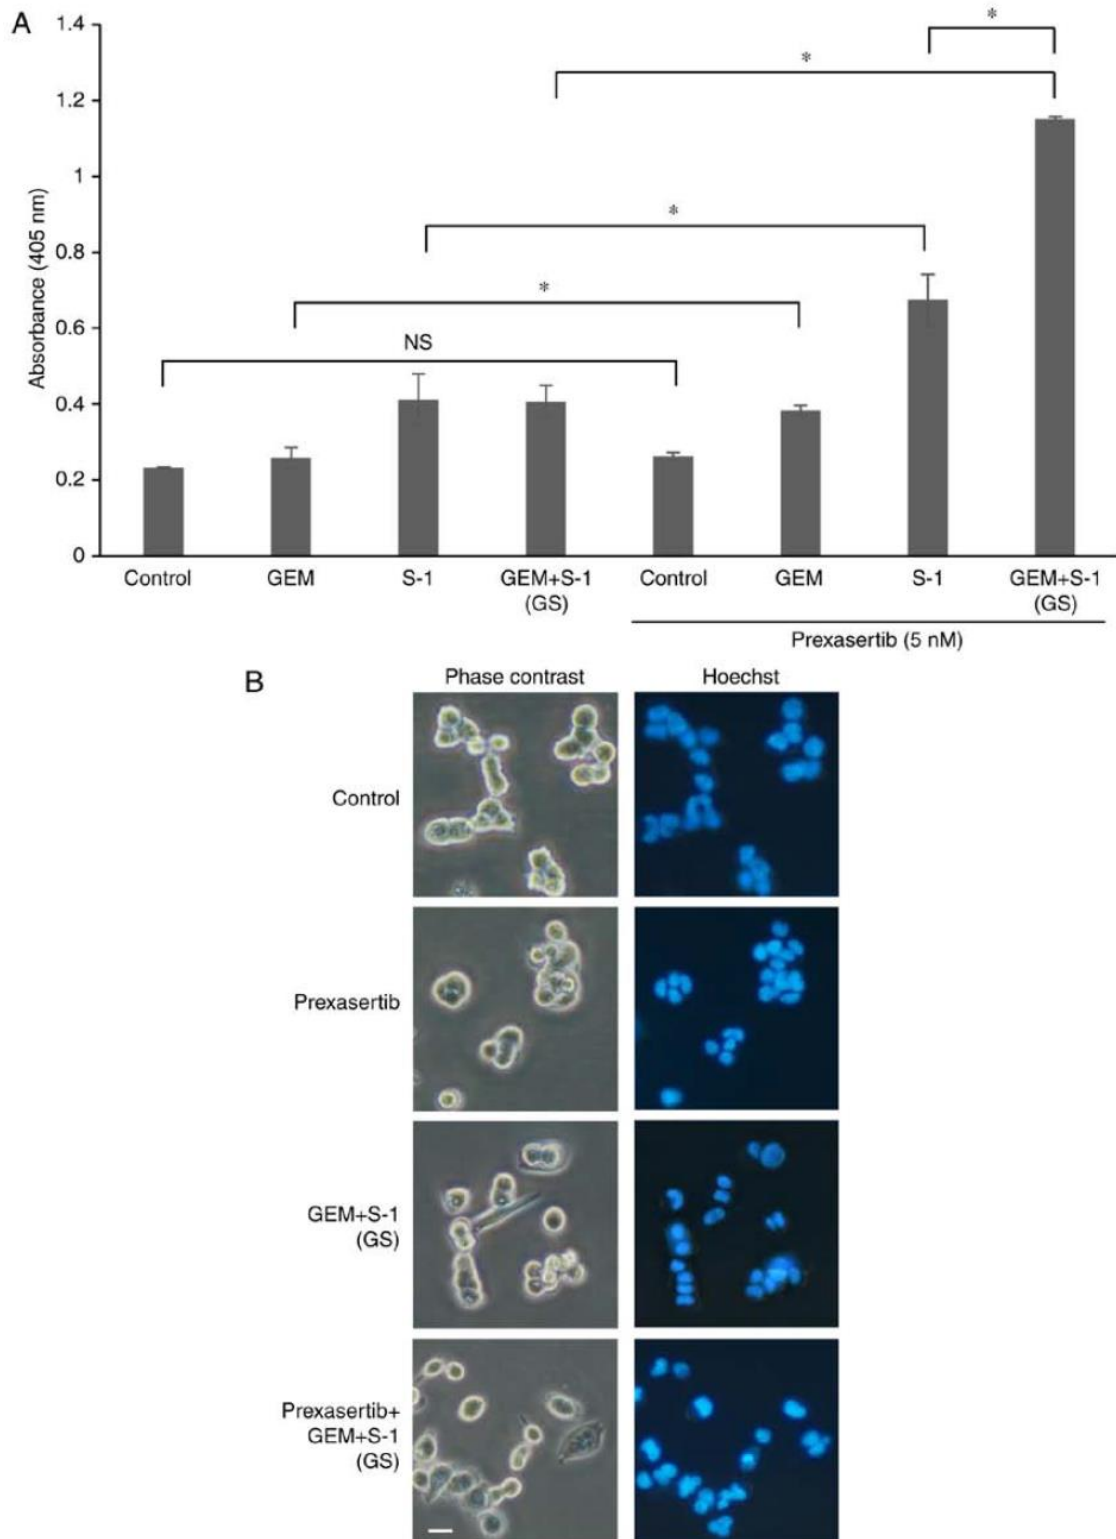 A
1.4
1.2
1
0.8
0.6
0.4
0.2
0
Absorbance (405 nm)
*
*
*
*
NS
Control GEM S-1 GEM+S-1 Control GEM S-1 GEM+S-1
(GS) (GS)
Prexasertib (5 nM)
B
Phase contrast Hoechst
Control
Prexasertib
GEM+S-1
(GS)
Prexasertib+
GEM+S-1
(GS)